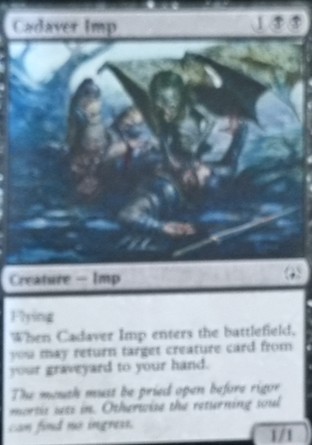 Cadaver Imp 1
Creature — Imp
Flying
When Cadaver Imp enters the battlefield,
you may return target creature card from
your graveyard to your hand.
The mouth must be pried open before rigor
mortis sets in. Otherwise the returning soul
can find no ingress.
1/1